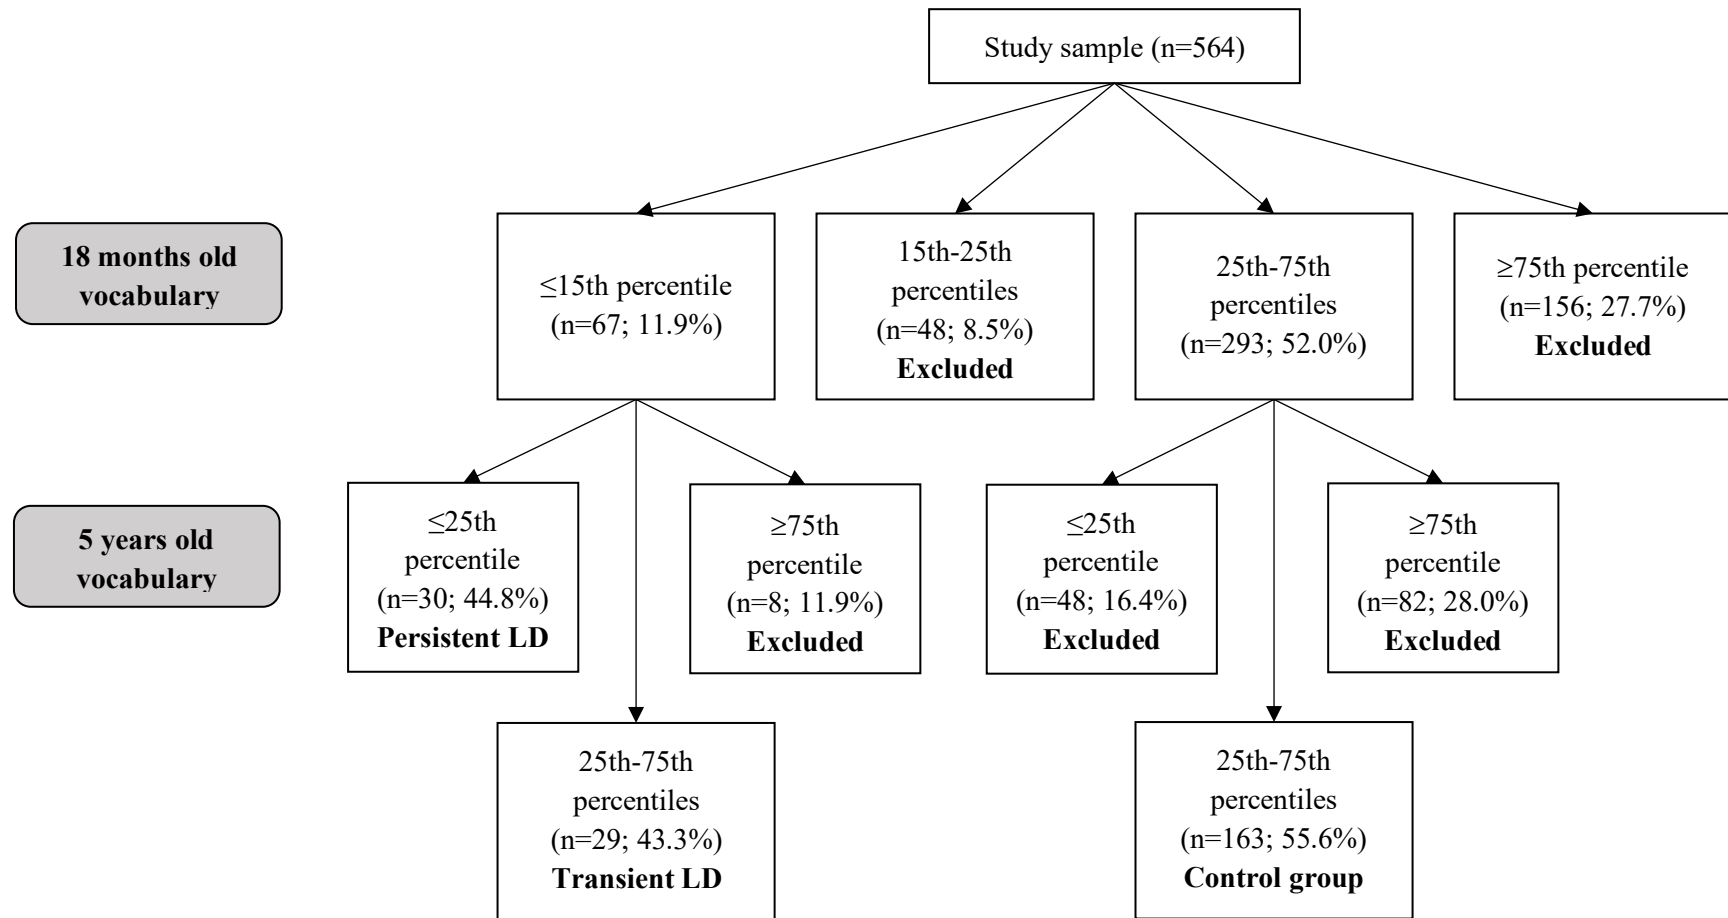 Study sample (n=564)
18 months old
vocabulary
≤15th percentile
(n=67; 11.9%)
15th-25th
percentiles
(n=48; 8.5%)
Excluded
25th-75th
percentiles
(n=293; 52.0%)
≥75th percentile
(n=156; 27.7%)
Excluded
5 years old
vocabulary
≤25th
percentile
(n=30; 44.8%)
Persistent LD
≥75th
percentile
(n=8; 11.9%)
Excluded
≤25th
percentile
(n=48; 16.4%)
Excluded
≥75th
percentile
(n=82; 28.0%)
Excluded
25th-75th
percentiles
(n=29; 43.3%)
Transient LD
25th-75th
percentiles
(n=163; 55.6%)
Control group